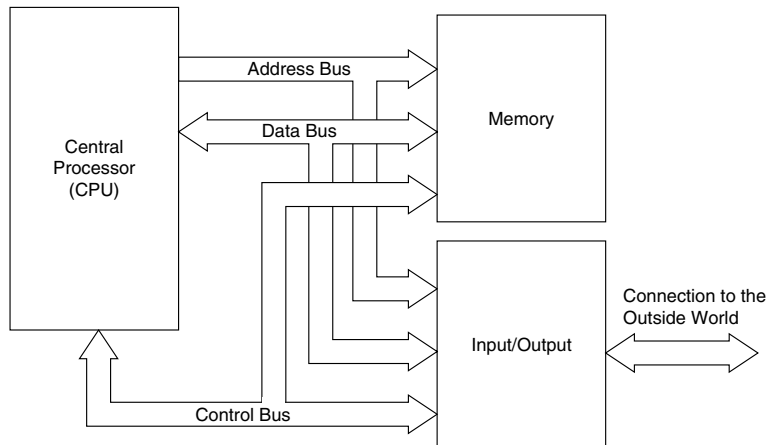 Address Bus
Data Bus
Central
Processor
(CPU)
Memory
Connection to the
Outside World
Input/Output
Control Bus